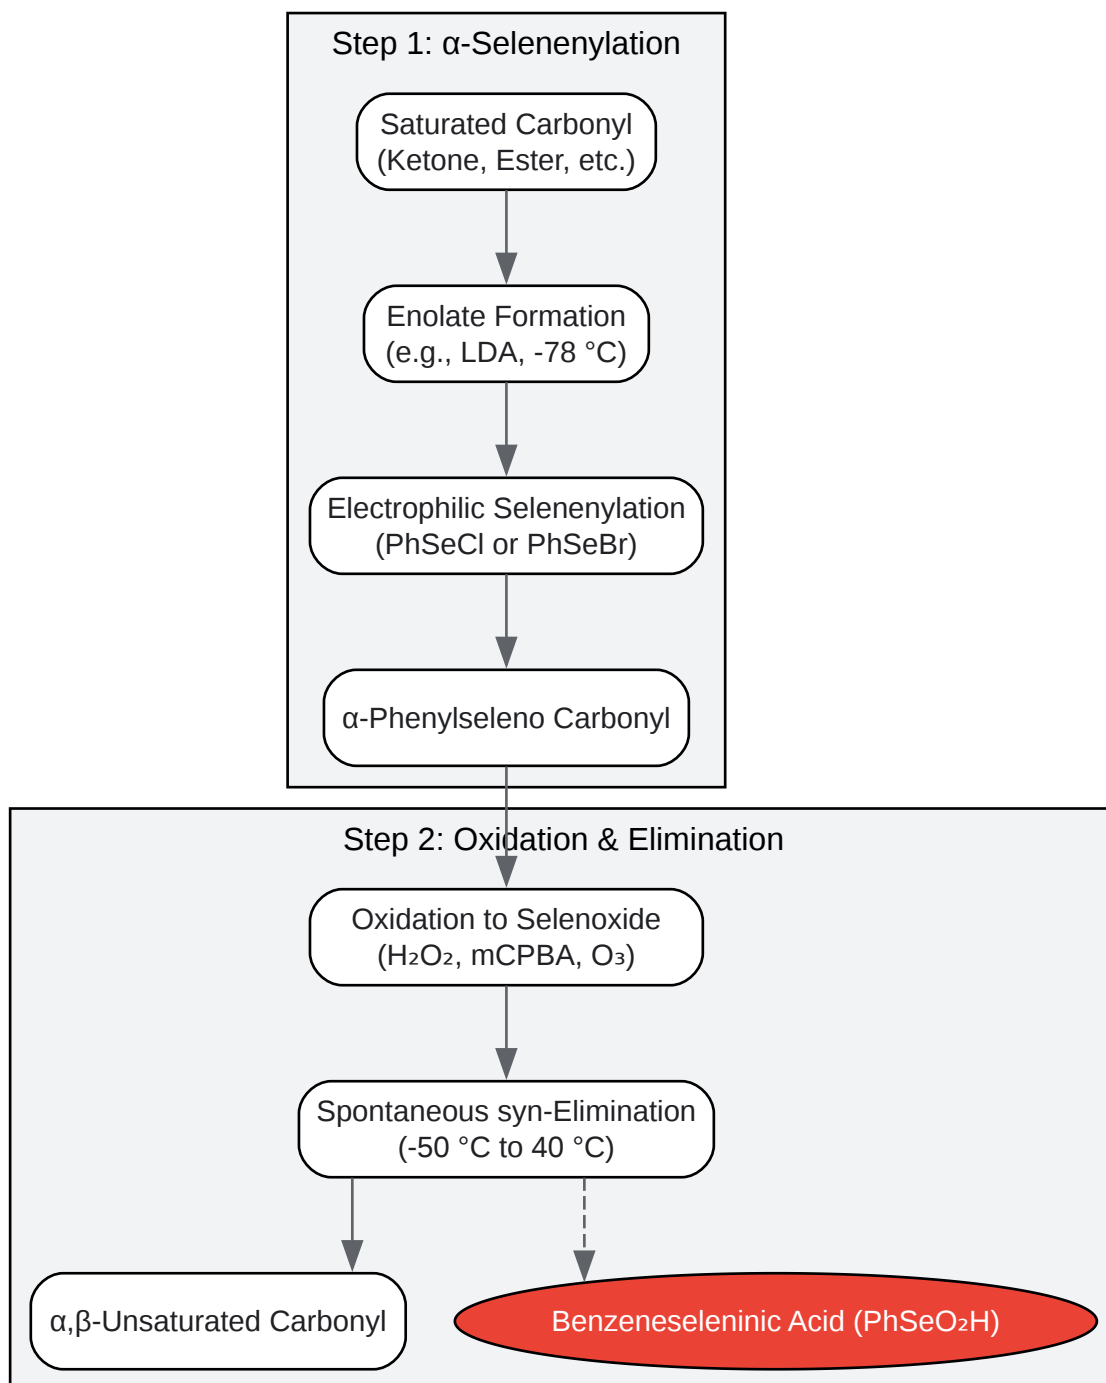 Step 1: α-Selenenylation
Saturated Carbonyl
(Ketone, Ester, etc.)
Enolate Formation
(e.g., LDA, -78 °C)
Electrophilic Selenenylation
(PhSeCl or PhSeBr)
α-Phenylseleno Carbonyl
Step 2: Oxidation & Elimination
Oxidation to Selenoxide
(H₂O₂, mCPBA, O₃)
Spontaneous syn-Elimination
(-50 °C to 40 °C)
α,β-Unsaturated Carbonyl
Benzeneseleninic Acid (PhSeO₂H)